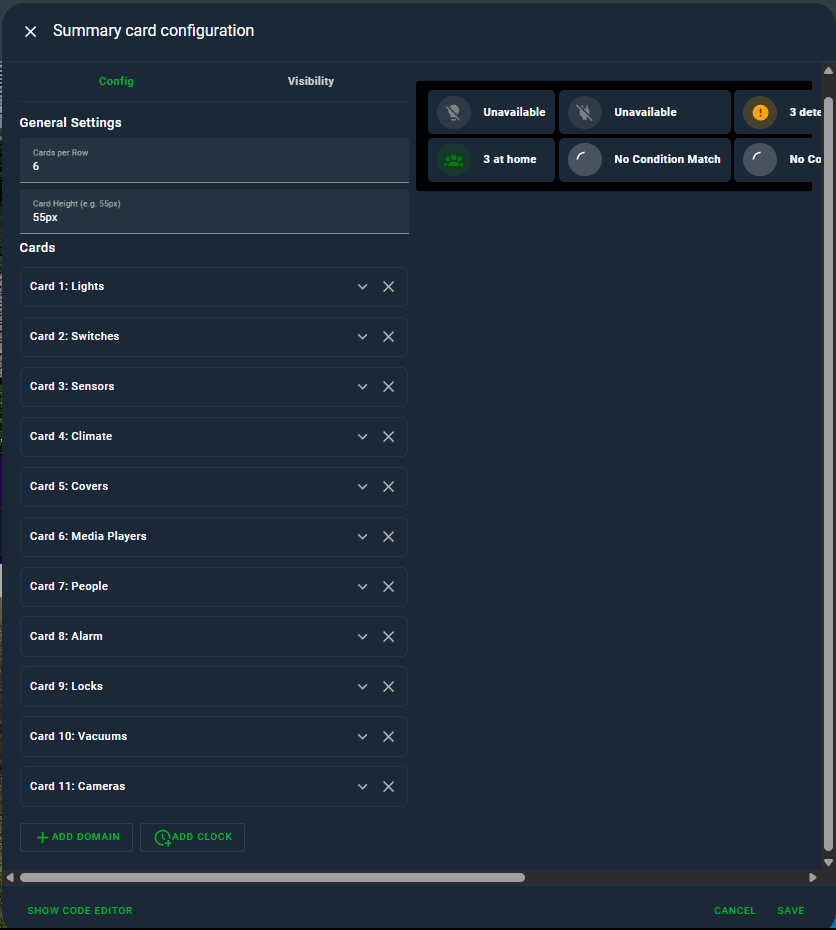 Summary card configuration
Config
Visibility
General Settings
Cards per Row
6
Card Height (e.g. 55px)
55px
Cards
Card 1: Lights
Card 2: Switches
Card 3: Sensors
Card 4: Climate
Card 5: Covers
Card 6: Media Players
Card 7: People
Card 8: Alarm
Card 9: Locks
Card 10: Vacuums
Card 11: Cameras
ADD DOMAIN
ADD CLOCK
Unavailable
Unavailable
3 dete
3 at home
No Condition Match
No Co
SHOW CODE EDITOR
CANCEL
SAVE